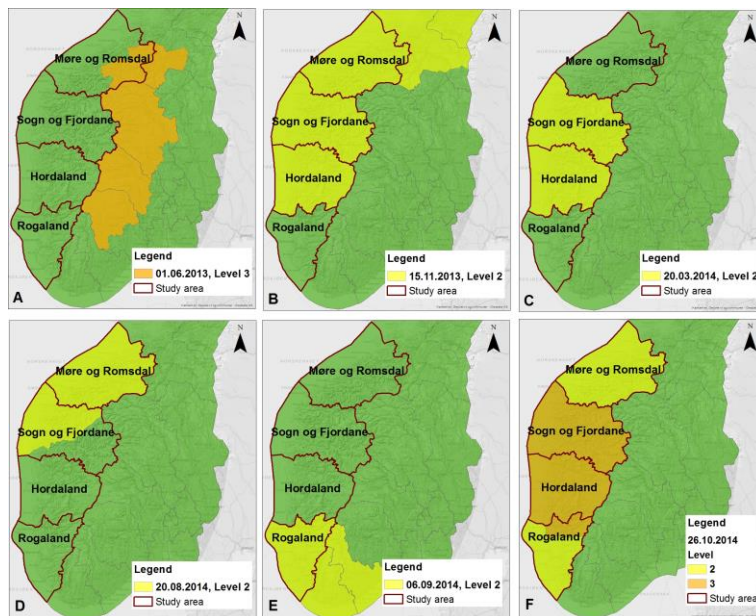 N
Møre og Romsdal
Sogn og Fjordane
Hordaland
Rogaland
Legend
01.06.2013, Level 3
Study area
A
N
Møre og Romsdal
Sogn og Fjordane
Hordaland
Rogaland
Legend
15.11.2013, Level 2
Study area
B
N
Møre og Romsdal
Sogn og Fjordane
Hordaland
Rogaland
Legend
20.03.2014, Level 2
Study area
C
N
Møre og Romsdal
Sogn og Fjordane
Hordaland
Rogaland
Legend
20.08.2014, Level 2
Study area
D
N
Møre og Romsdal
Sogn og Fjordane
Hordaland
Rogaland
Legend
06.09.2014, Level 2
Study area
E
N
Møre og Romsdal
Sogn og Fjordane
Hordaland
Rogaland
Legend
26.10.2014
Level
2
3
Study area
F